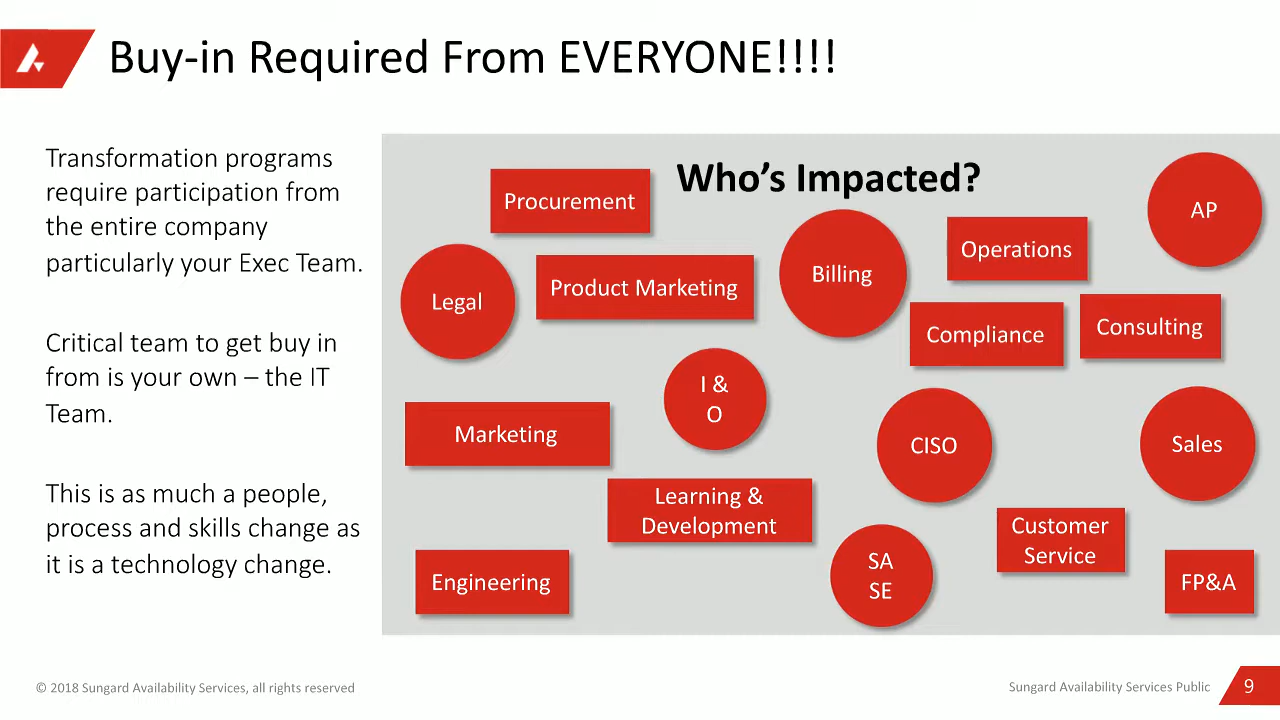 Buy-in Required From EVERYONE!!!!
Transformation programs
require participation from
the entire company
particularly your Exec Team.
Critical team to get buy in
from is your own – the IT
Team.
This is as much a people,
process and skills change as
it is a technology change.
Who’s Impacted?
Procurement
AP
Operations
Billing
Legal
Product Marketing
Compliance
Consulting
I &
O
Marketing
CISO
Sales
Learning &
Development
Customer
Service
SA
SE
Engineering
FP&A
© 2018 Sungard Availability Services, all rights reserved
Sungard Availability Services Public
9